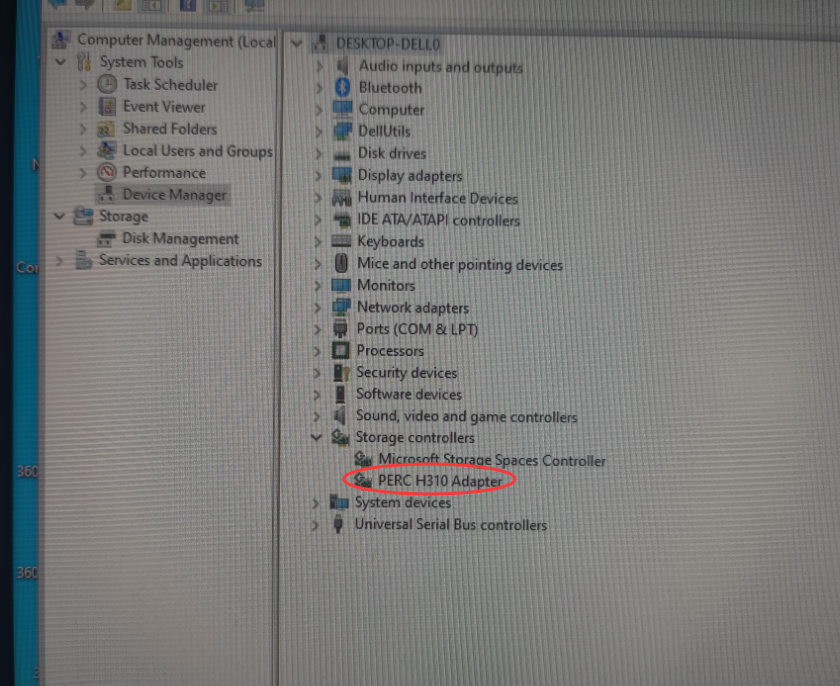 Computer Management (Local
System Tools
Task Scheduler
Event Viewer
Shared Folders
Local Users and Groups
Performance
Device Manager
Storage
Disk Management
Services and Applications
DESKTOP-DELL0
Audio inputs and outputs
Bluetooth
Computer
DellUtils
Disk drives
Display adapters
Human Interface Devices
IDE ATA/ATAPI controllers
Keyboards
Mice and other pointing devices
Monitors
Network adapters
Ports (COM & LPT)
Processors
Security devices
Software devices
Sound, video and game controllers
Storage controllers
Microsoft Storage Spaces Controller
PERC H310 Adapter
System devices
Universal Serial Bus controllers
360
360